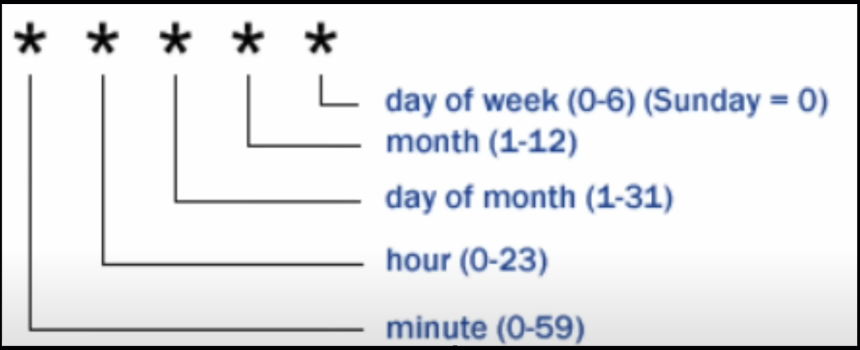 * * * * *
day of week (0-6) (Sunday = 0)
month (1-12)
day of month (1-31)
hour (0-23)
minute (0-59)